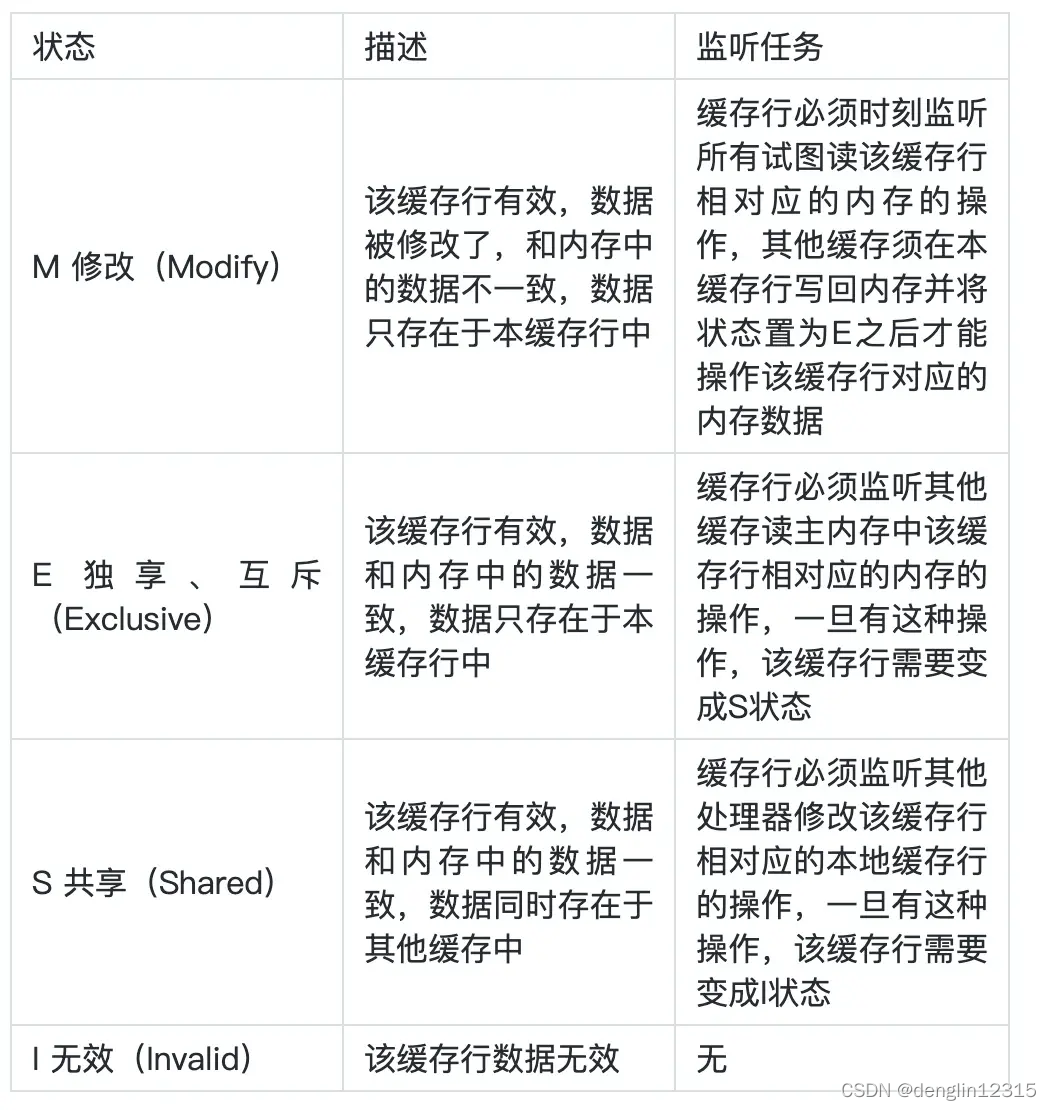 状态
描述
监听任务
M 修改（Modify）
该缓存行有效，数据
被修改了，和内存中
的数据不一致，数据
只存在于本缓存行中
缓存行必须时刻监听
所有试图读该缓存行
相对应的内存的操
作，其他缓存须在本
缓存行写回内存并将
状态置为E之后才能
操作该缓存行对应的
内存数据
E 独享、互斥
（Exclusive）
该缓存行有效，数据
和内存中的数据一
致，数据只存在于本
缓存行中
缓存行必须监听其他
缓存读主内存中该缓
存行相对应的内存的
操作，一旦有这种操
作，该缓存行需要变
成S状态
S 共享（Shared）
该缓存行有效，数据
和内存中的数据一
致，数据同时存在于
其他缓存中
缓存行必须监听其他
处理器修改该缓存行
相对应的本地缓存行
的操作，一旦有这种
操作，该缓存行需要
变成I状态
I 无效（Invalid）
该缓存行数据无效
无
CSDN @denglin12315